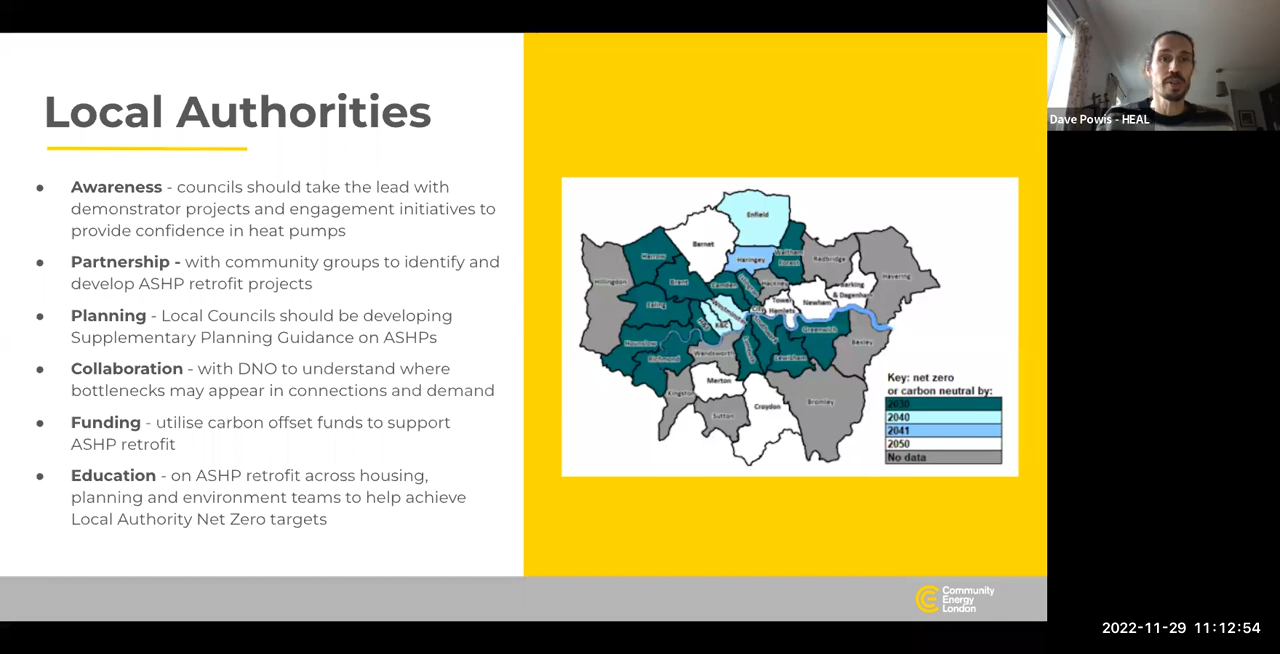 Local Authorities
● Awareness - councils should take the lead with
demonstrator projects and engagement initiatives to
provide confidence in heat pumps
● Partnership - with community groups to identify and
develop ASHP retrofit projects
● Planning - Local Councils should be developing
Supplementary Planning Guidance on ASHPs
● Collaboration - with DNO to understand where
bottlenecks may appear in connections and demand
● Funding - utilise carbon offset funds to support
ASHP retrofit
● Education - on ASHP retrofit across housing,
planning and environment teams to help achieve
Local Authority Net Zero targets
Enfield
Barnet
Haringey
Waltham
Forest
Redbridge
Harrow
Havering
Hillingdon
Brent
Camden
Hackney
Barking
& Dagenham
Newham
Tower
Hamlets
Ealing
Westminster
K&C
Greenwich
Hounslow
Richmond
Wandsworth
Lewisham
Bexley
Merton
Kingston
Sutton
Croydon
Bromley
Key: net zero
or carbon neutral by:
2030
2040
2041
2050
No data
Community
Energy
London
Dave Powis - HEAL
2022-11-29 11:12:54